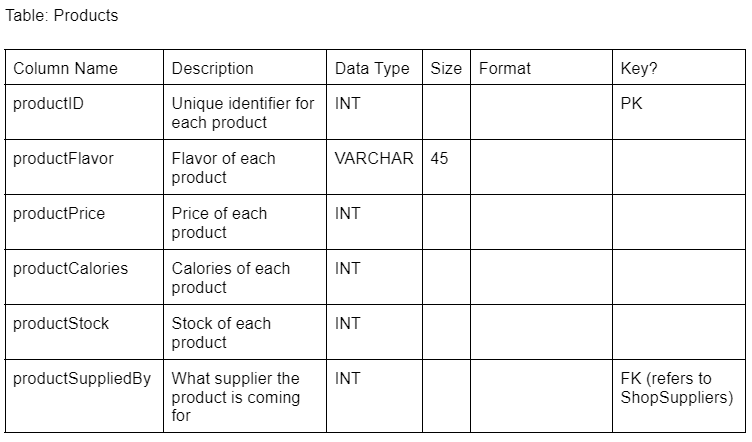 Table: Products
Column Name Description Data Type Size Format Key?
productID Unique identifier for INT PK
each product
productFlavor Flavor of each VARCHAR 45
product
productPrice Price of each INT
product
productCalories Calories of each INT
product
productStock Stock of each INT
product
productSuppliedBy What supplier the INT FK (refers to
product is coming ShopSuppliers)
for